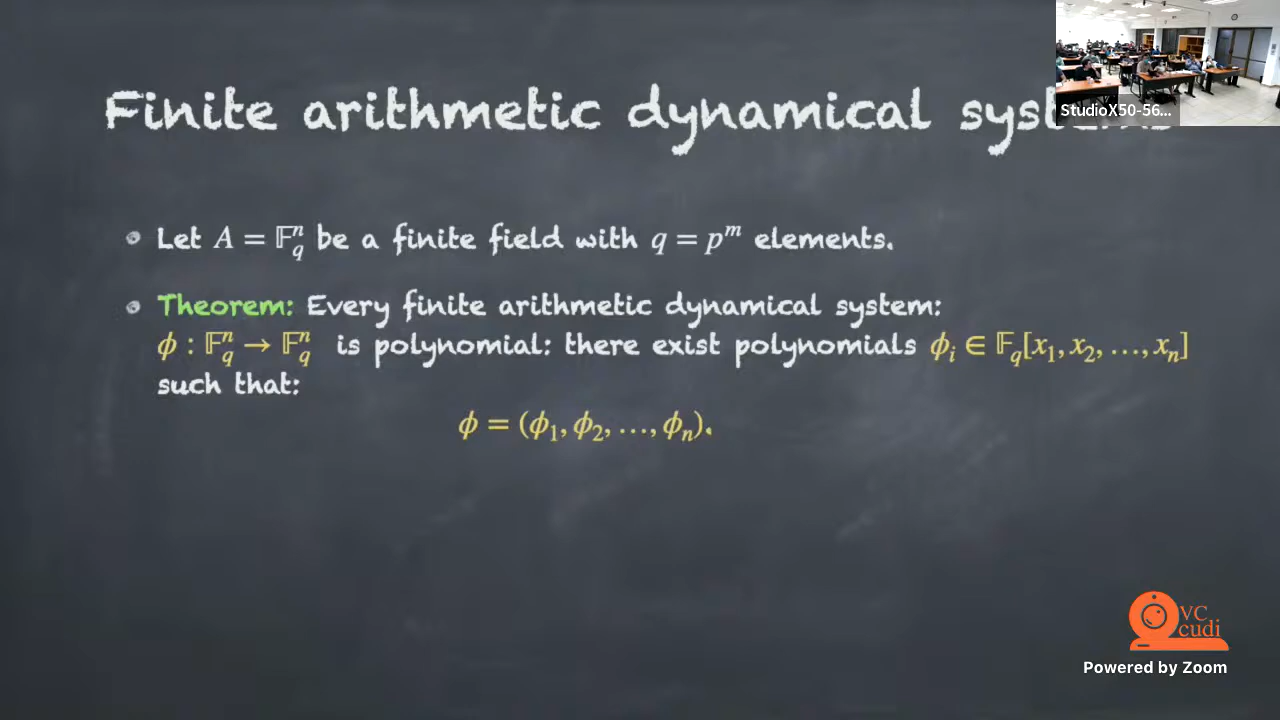 Finite arithmetic dynamical
StudioX50-56...
Let A = 𝔽_q^n be a finite field with q = p^m elements.
Theorem: Every finite arithmetic dynamical system:
ϕ : 𝔽_q^n → 𝔽_q^n is polynomial: there exist polynomials ϕ_i ∈ 𝔽_q[x_1, x_2, …, x_n]
such that:
ϕ = (ϕ_1, ϕ_2, …, ϕ_n).
VC
cudi
Powered by Zoom